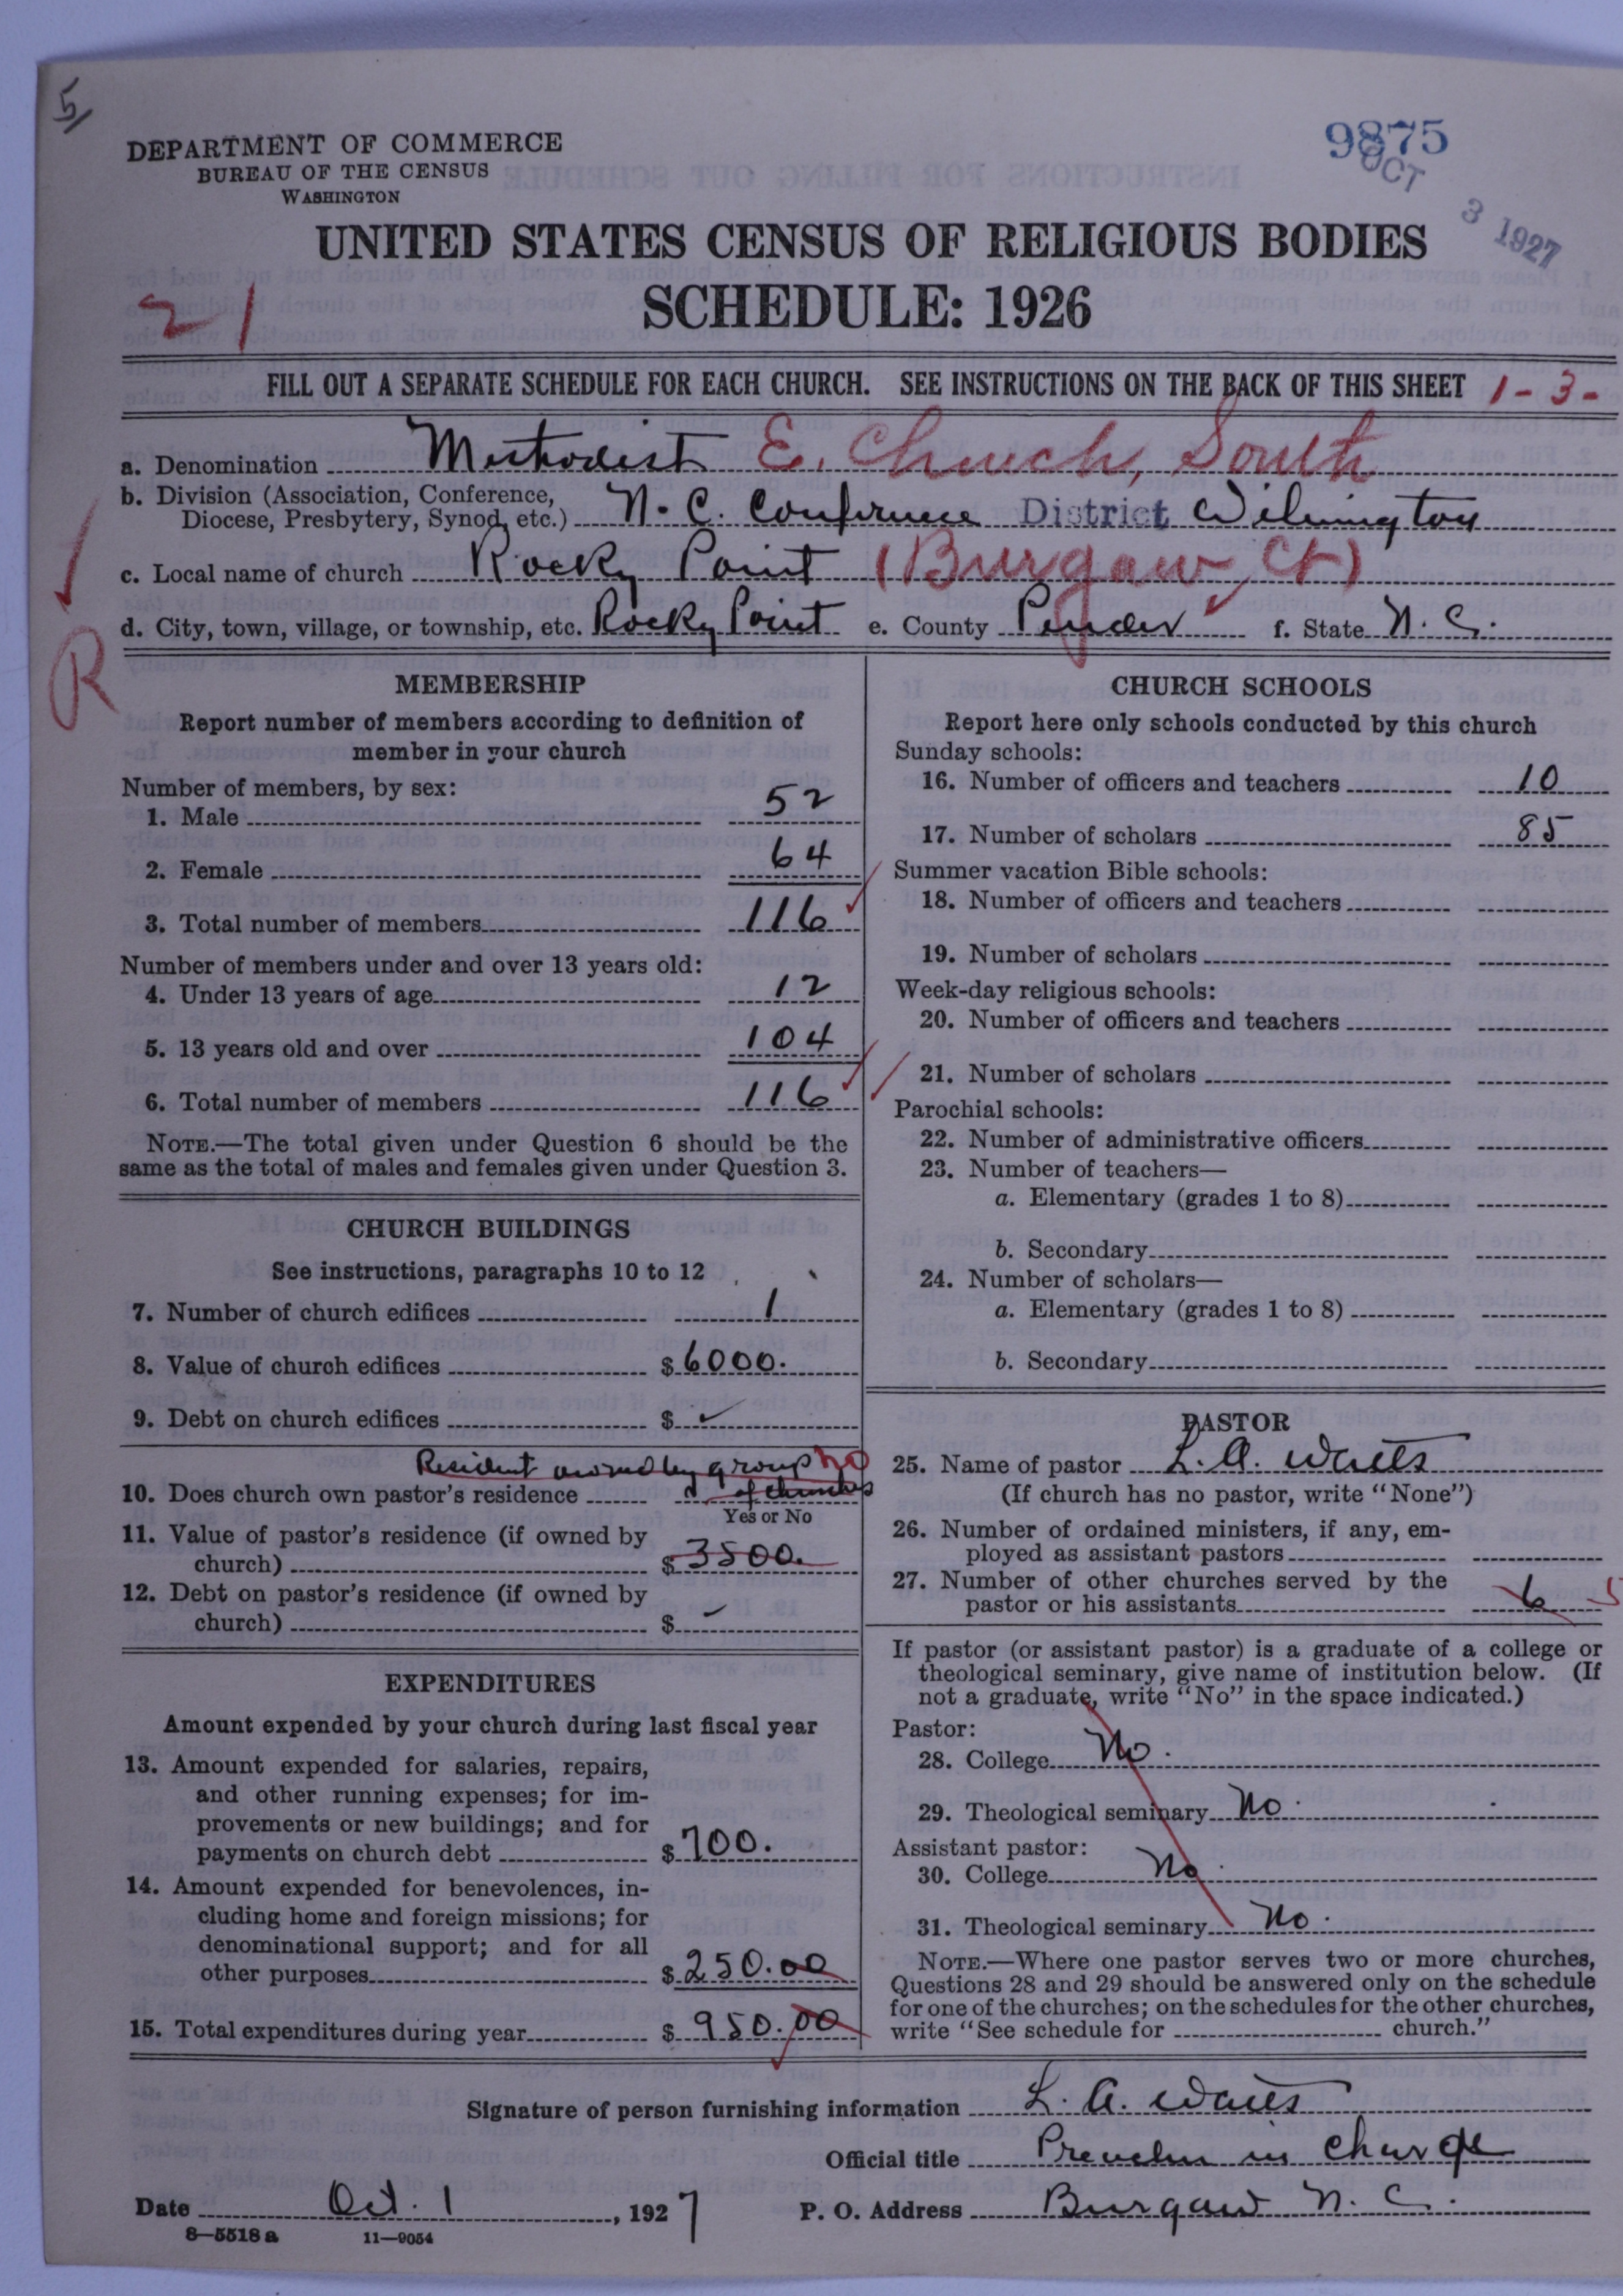 5
DEPARTMENT OF COMMERCE
BUREAU OF THE CENSUS
WASHINGTON
9875
OCT 3 1927
UNITED STATES CENSUS OF RELIGIOUS BODIES
SCHEDULE: 1926
21
FILL OUT A SEPARATE SCHEDULE FOR EACH CHURCH. SEE INSTRUCTIONS ON THE BACK OF THIS SHEET 1-3-
a. Denomination Methodist E. Church, South
b. Division (Association, Conference,
Diocese, Presbytery, Synod, etc.) N.C. Conference District Wilmington
c. Local name of church Rocky Point (Burgaw Ct)
d. City, town, village, or township, etc. Rocky Point e. County Pender f. State N.C.
R
MEMBERSHIP
Report number of members according to definition of
member in your church
Number of members, by sex:
1. Male 52
2. Female 64
3. Total number of members 116
Number of members under and over 13 years old:
4. Under 13 years of age 12
5. 13 years old and over 104
6. Total number of members 116
NOTE.—The total given under Question 6 should be the
same as the total of males and females given under Question 3.
CHURCH BUILDINGS
See instructions, paragraphs 10 to 12
7. Number of church edifices 1
8. Value of church edifices $6000.
9. Debt on church edifices $ ✓
Resident owned by group no
10. Does church own pastor's residence of churches
Yes or No
11. Value of pastor's residence (if owned by
church) $3500.
12. Debt on pastor's residence (if owned by
church) $ ✓
EXPENDITURES
Amount expended by your church during last fiscal year
13. Amount expended for salaries, repairs,
and other running expenses; for im-
provements or new buildings; and for
payments on church debt $700.
14. Amount expended for benevolences, in-
cluding home and foreign missions; for
denominational support; and for all
other purposes $250.00
15. Total expenditures during year $950.00
CHURCH SCHOOLS
Report here only schools conducted by this church
Sunday schools:
16. Number of officers and teachers 10
17. Number of scholars 85
Summer vacation Bible schools:
18. Number of officers and teachers
19. Number of scholars
Week-day religious schools:
20. Number of officers and teachers
21. Number of scholars
Parochial schools:
22. Number of administrative officers
23. Number of teachers—
a. Elementary (grades 1 to 8)
b. Secondary
24. Number of scholars—
a. Elementary (grades 1 to 8)
b. Secondary
PASTOR
25. Name of pastor L. A. Watts
(If church has no pastor, write "None")
26. Number of ordained ministers, if any, em-
ployed as assistant pastors
27. Number of other churches served by the
pastor or his assistants 6 5
If pastor (or assistant pastor) is a graduate of a college or
theological seminary, give name of institution below. (If
not a graduate, write "No" in the space indicated.)
Pastor:
28. College No.
29. Theological seminary No.
Assistant pastor:
30. College No.
31. Theological seminary No.
NOTE.—Where one pastor serves two or more churches,
Questions 28 and 29 should be answered only on the schedule
for one of the churches; on the schedules for the other churches,
write "See schedule for church."
Signature of person furnishing information L. A. Watts
Official title Preacher in Charge
Date Oct. 1, 1927 P. O. Address Burgaw N. C.
8—5518a 11—9054